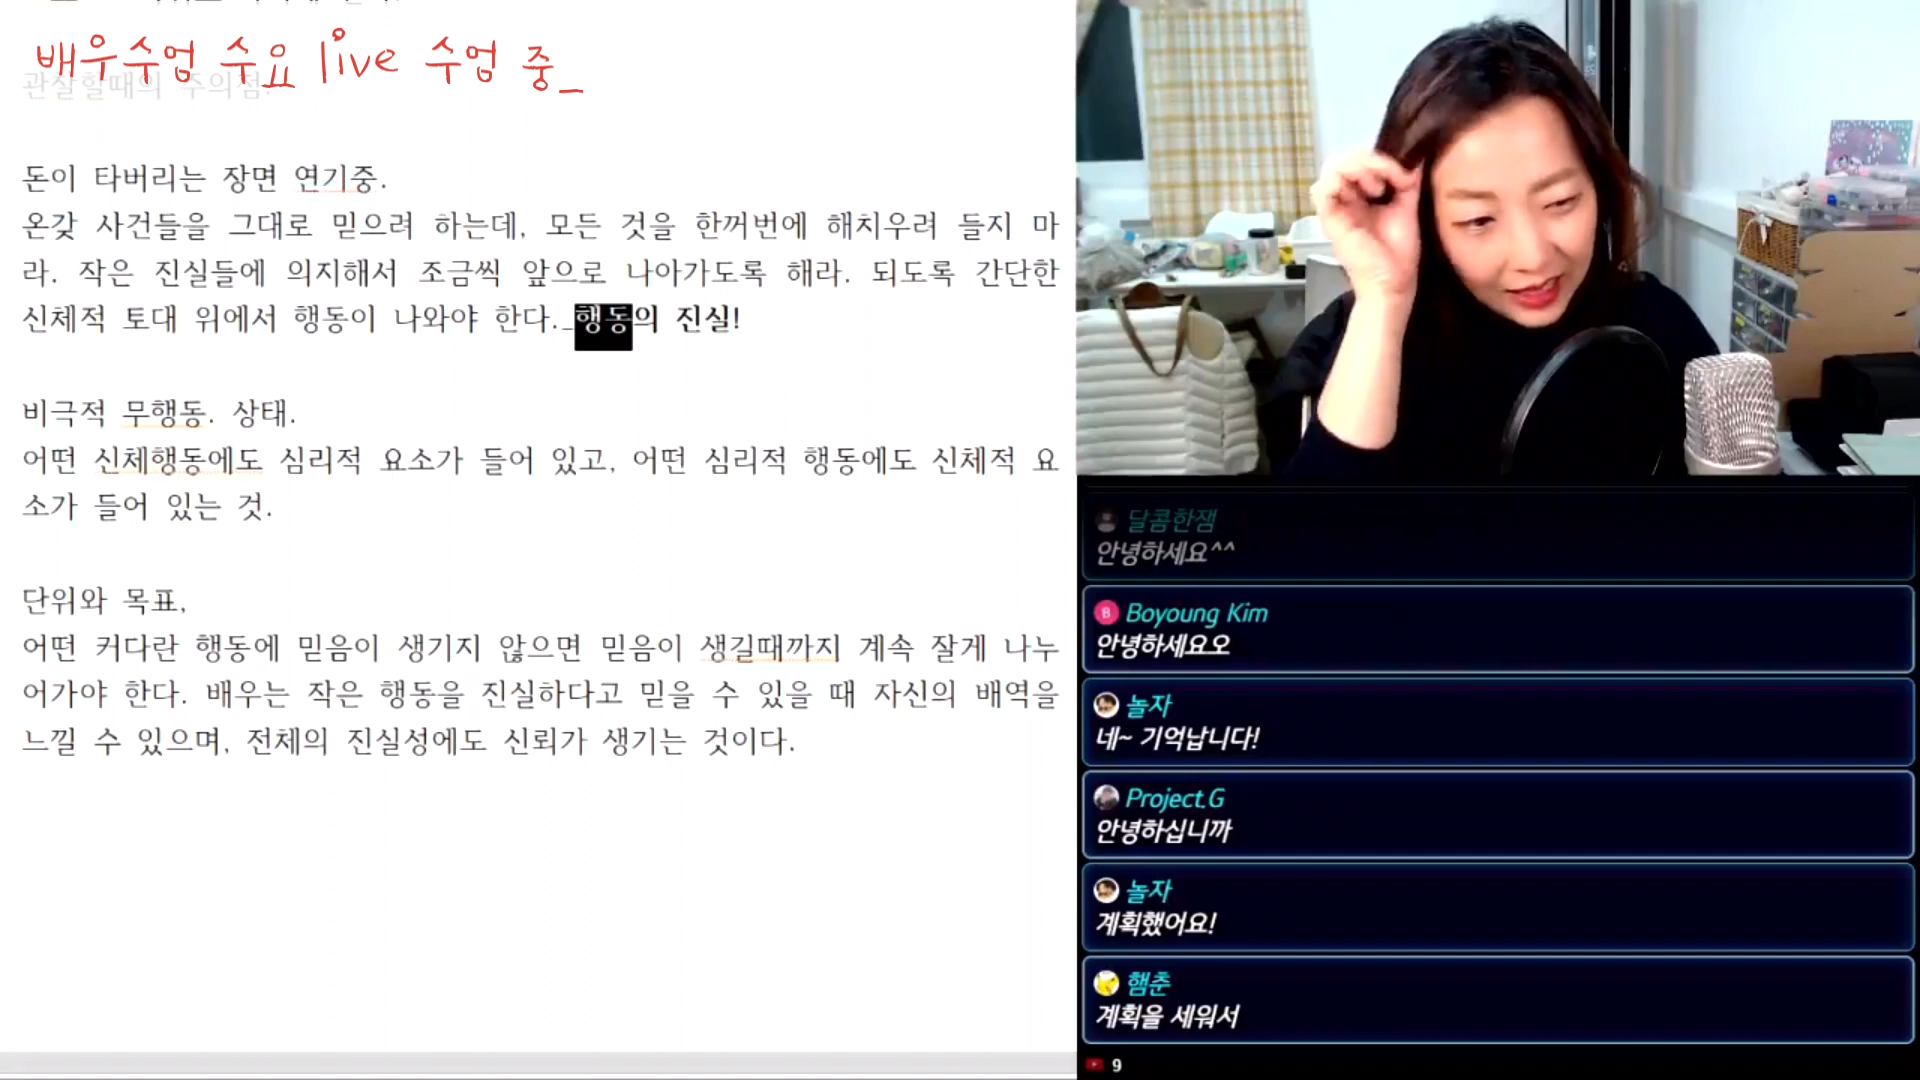 배우수업 수요 live 수업 중_
관찰할때의 주의점.
돈이 타버리는 장면 연기중.
온갖 사건들을 그대로 믿으려 하는데, 모든 것을 한꺼번에 해치우려 들지 마
라. 작은 진실들에 의지해서 조금씩 앞으로 나아가도록 해라. 되도록 간단한
신체적 토대 위에서 행동이 나와야 한다._행동의 진실!
비극적 무행동. 상태.
어떤 신체행동에도 심리적 요소가 들어 있고, 어떤 심리적 행동에도 신체적 요
소가 들어 있는 것.
단위와 목표,
어떤 커다란 행동에 믿음이 생기지 않으면 믿음이 생길때까지 계속 잘게 나누
어가야 한다. 배우는 작은 행동을 진실하다고 믿을 수 있을 때 자신의 배역을
느낄 수 있으며, 전체의 진실성에도 신뢰가 생기는 것이다.
달콤한잼
안녕하세요^^
B Boyoung Kim
안녕하세요오
놀자
네~ 기억납니다!
Project.G
안녕하십니까
놀자
계획했어요!
햄춘
계획을 세워서
9